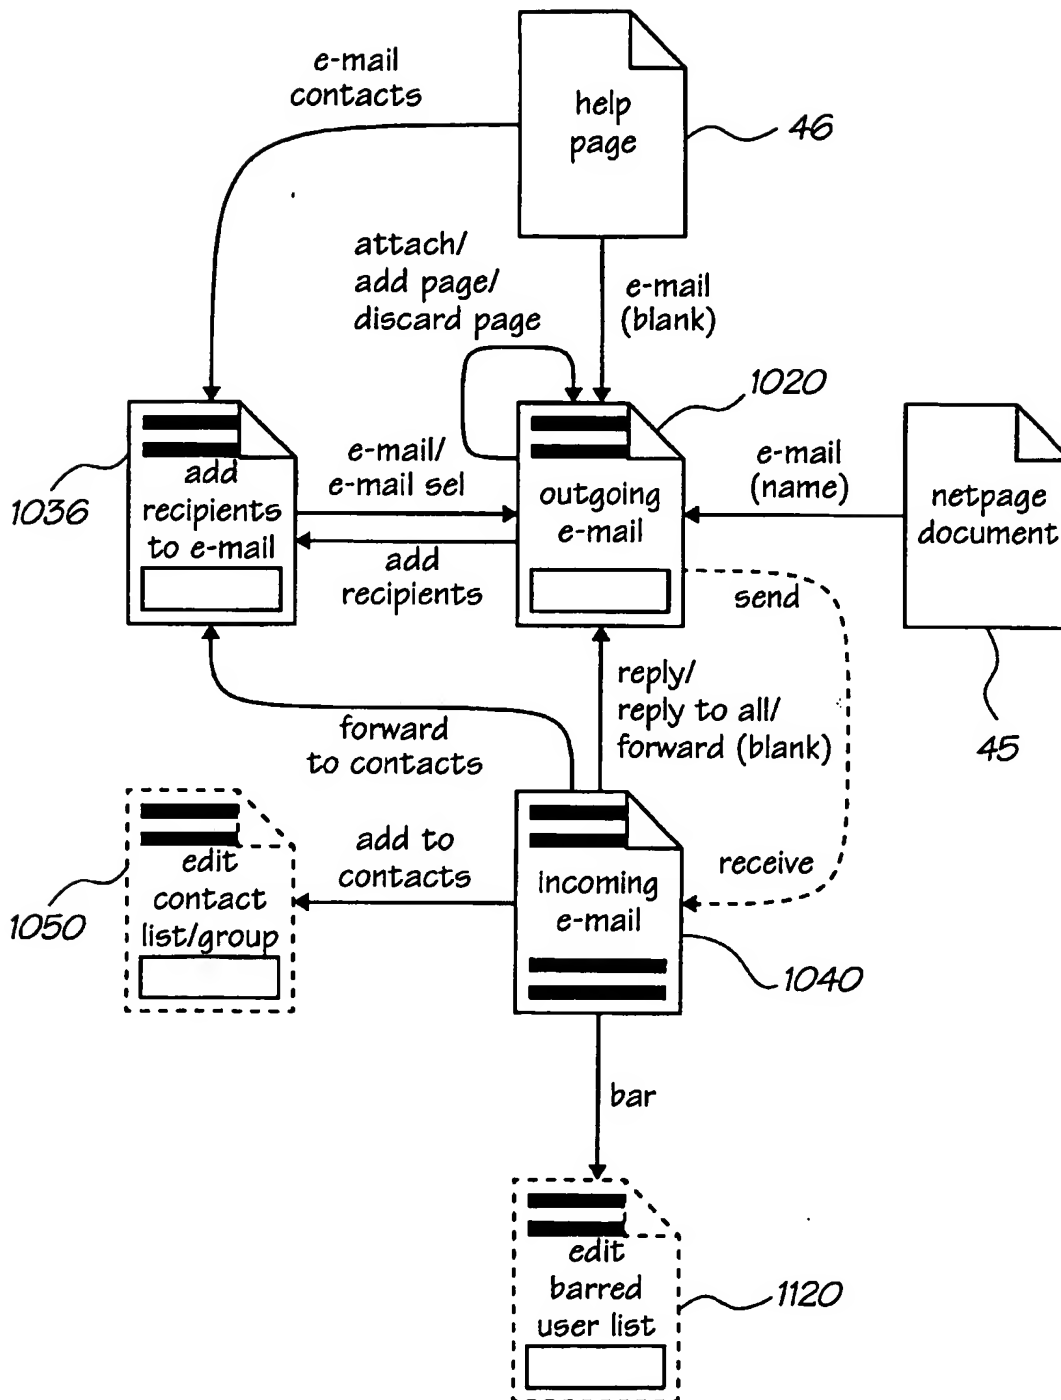 e-mail
contacts
help
page
46
attach/
add page/
discard page
e-mail
(blank)
1020
1036
add
recipients
to e-mail
e-mail/
e-mail sel
add
recipients
outgoing
e-mail
e-mail
(name)
netpage
document
45
send
reply/
reply to all/
forward (blank)
forward
to contacts
1050
edit
contact
list/group
add to
contacts
incoming
e-mail
receive
1040
bar
edit
barred
user list
1120